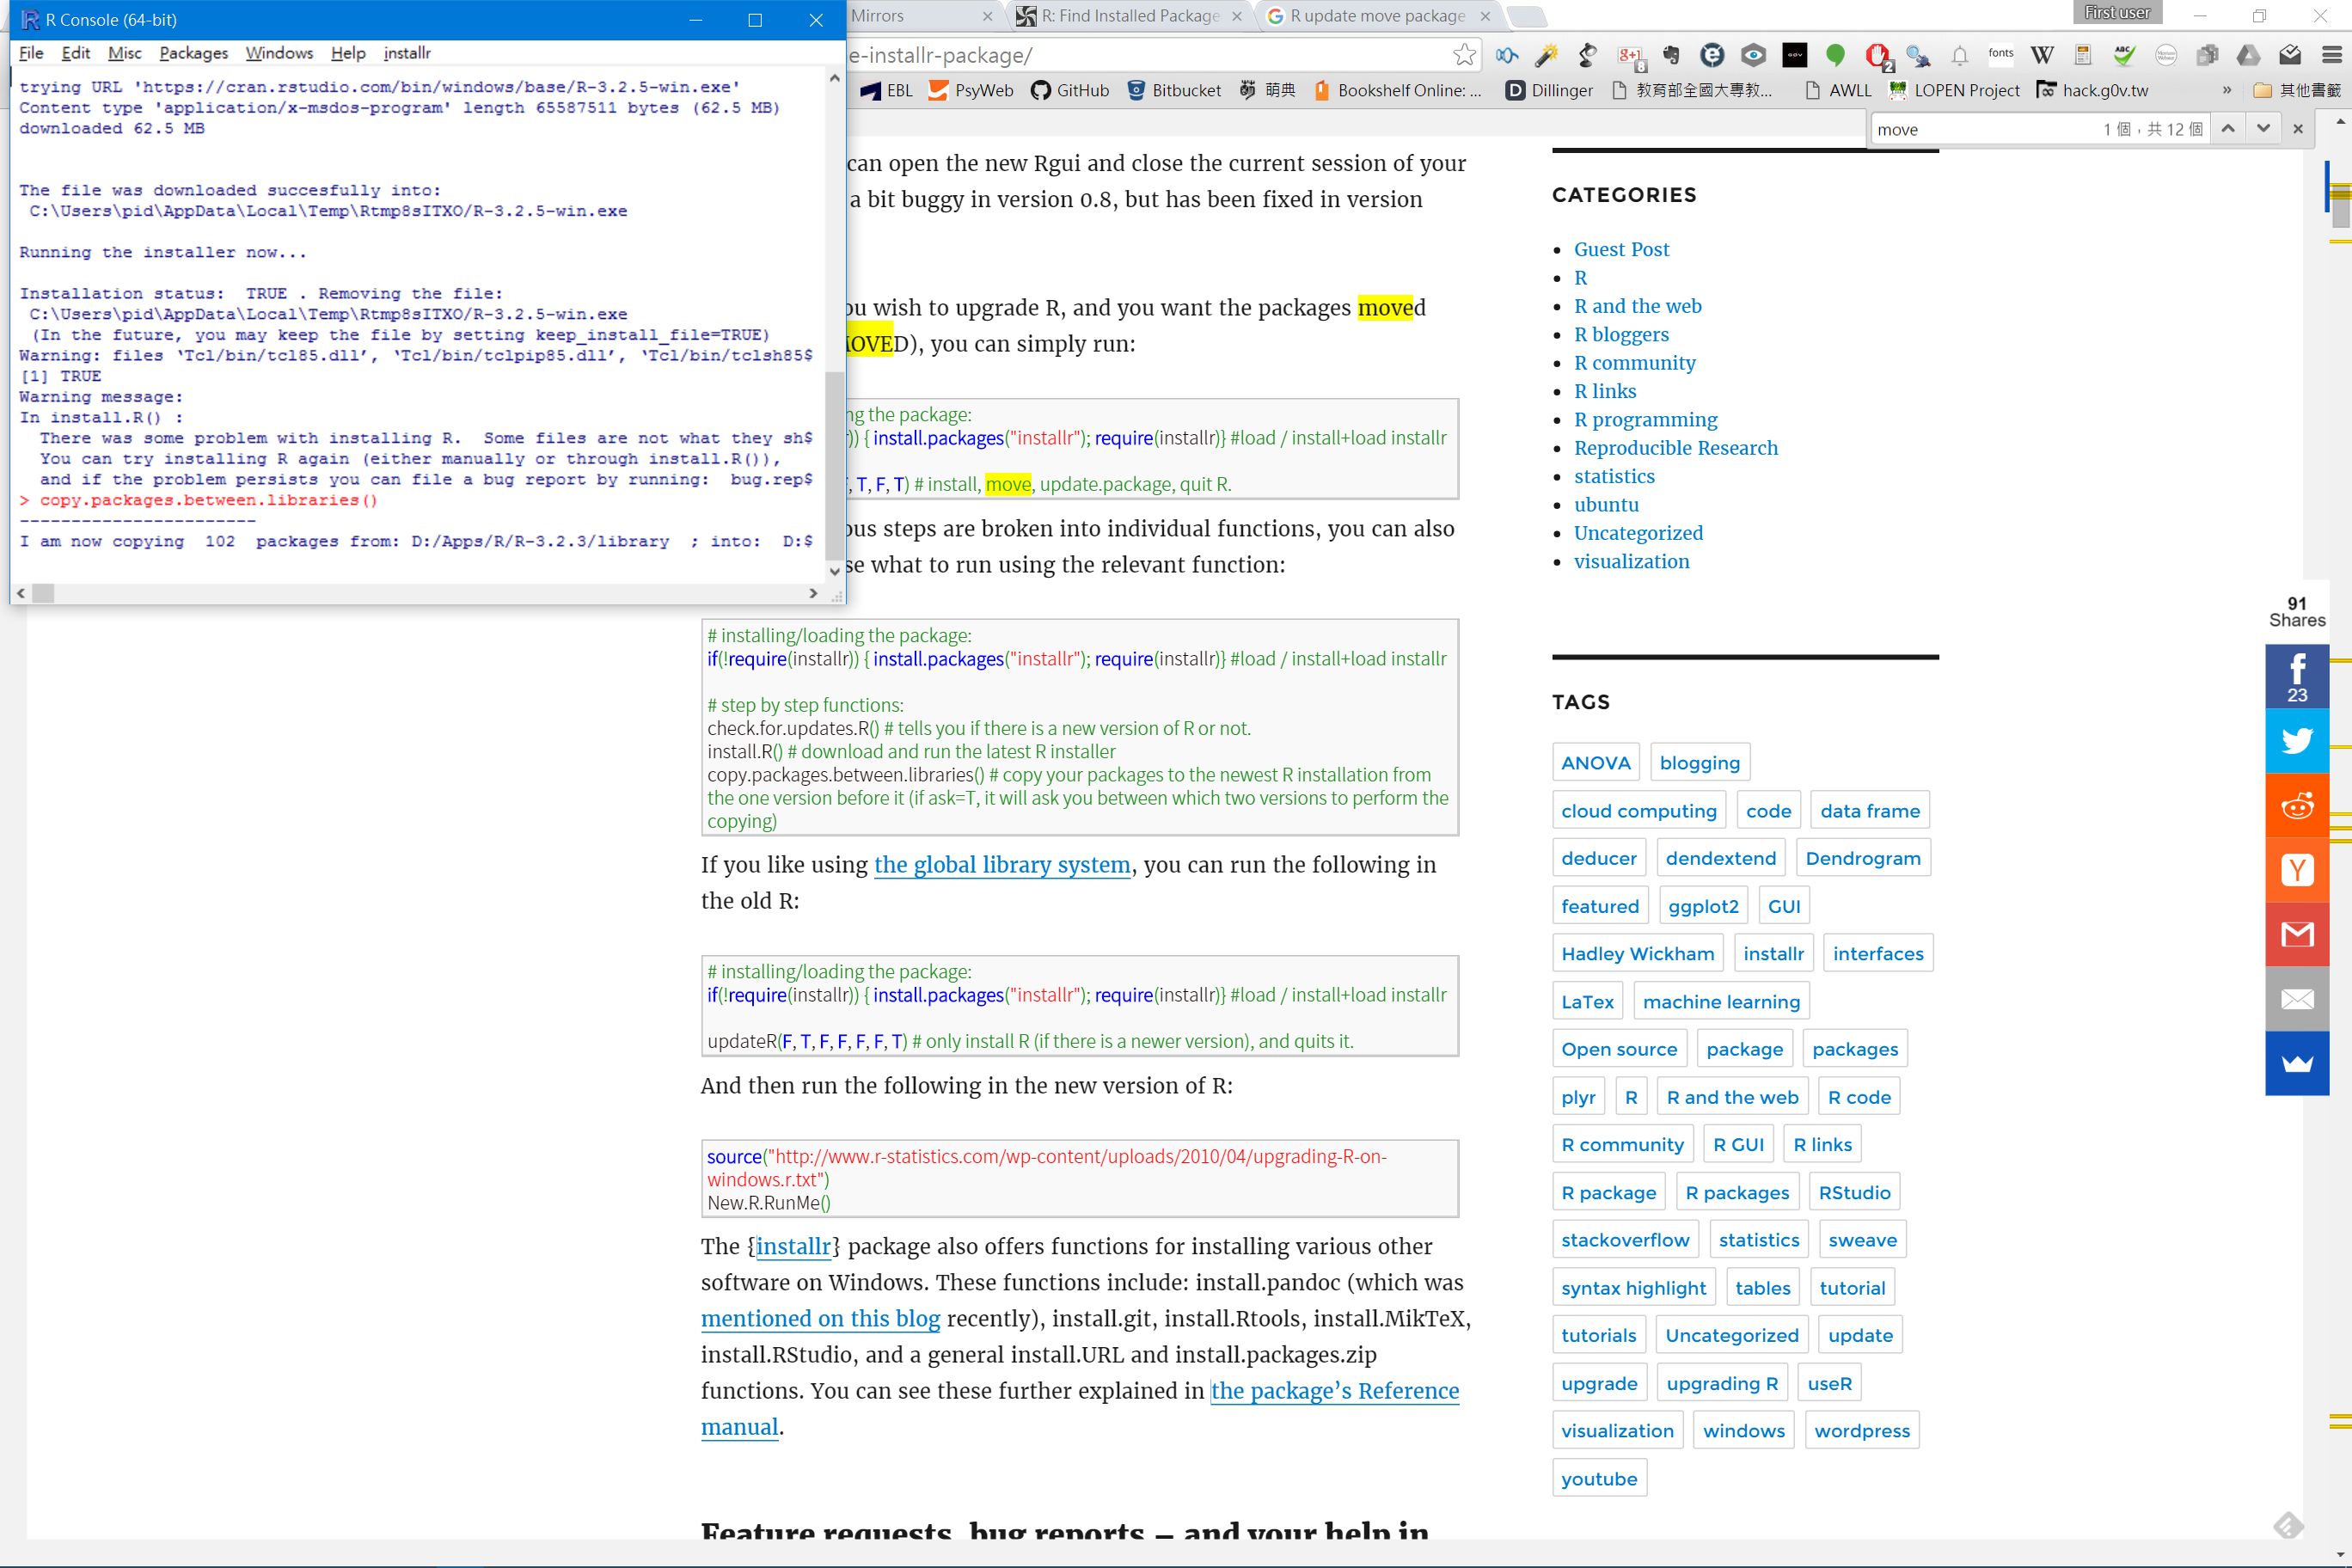 R Console (64-bit)
File Edit Misc Packages Windows Help installr
trying URL 'https://cran.rstudio.com/bin/windows/base/R-3.2.5-win.exe'
Content type 'application/x-msdos-program' length 65587511 bytes (62.5 MB)
downloaded 62.5 MB
The file was downloaded succesfully into:
C:\Users\pid\AppData\Local\Temp\Rtmp8sITXO/R-3.2.5-win.exe
Running the installer now...
Installation status:  TRUE . Removing the file:
C:\Users\pid\AppData\Local\Temp\Rtmp8sITXO/R-3.2.5-win.exe
(In the future, you may keep the file by setting keep_install_file=TRUE)
Warning: files ‘Tcl/bin/tcl85.dll’, ‘Tcl/bin/tclpip85.dll’, ‘Tcl/bin/tclsh85$
[1] TRUE
Warning message:
In install.R() :
There was some problem with installing R.  Some files are not what they sh$
You can try installing R again (either manually or through install.R()),
and if the problem persists you can file a bug report by running:  bug.rep$
> copy.packages.between.libraries()
-----------------------
I am now copying  102  packages from: D:/Apps/R/R-3.2.3/library  ; into:  D:$
Mirrors
R: Find Installed Package
R update move package
First user
e-installr-package/
8
2
fonts
W
EBL
PsyWeb
GitHub
Bitbucket
萌典
Bookshelf Online: ...
Dillinger
教育部全國大專教...
AWLL
LOPEN Project
hack.g0v.tw
»
其他書籤
move
1 個，共 12 個
can open the new Rgui and close the current session of your
a bit buggy in version 0.8, but has been fixed in version
ou wish to upgrade R, and you want the packages moved
MOVED), you can simply run:
ng the package:
r)) { install.packages("installr"); require(installr)} #load / install+load installr
, T, F, T) # install, move, update.package, quit R.
ous steps are broken into individual functions, you can also
se what to run using the relevant function:
# installing/loading the package:
if(!require(installr)) { install.packages("installr"); require(installr)} #load / install+load installr
# step by step functions:
check.for.updates.R() # tells you if there is a new version of R or not.
install.R() # download and run the latest R installer
copy.packages.between.libraries() # copy your packages to the newest R installation from
the one version before it (if ask=T, it will ask you between which two versions to perform the
copying)
If you like using the global library system, you can run the following in
the old R:
# installing/loading the package:
if(!require(installr)) { install.packages("installr"); require(installr)} #load / install+load installr
updateR(F, T, F, F, F, F, T) # only install R (if there is a newer version), and quits it.
And then run the following in the new version of R:
source("http://www.r-statistics.com/wp-content/uploads/2010/04/upgrading-R-on-
windows.r.txt")
New.R.RunMe()
The {installr} package also offers functions for installing various other
software on Windows. These functions include: install.pandoc (which was
mentioned on this blog recently), install.git, install.Rtools, install.MikTeX,
install.RStudio, and a general install.URL and install.packages.zip
functions. You can see these further explained in the package’s Reference
manual.
Feature requests, bug reports – and your help in
CATEGORIES
Guest Post
R
R and the web
R bloggers
R community
R links
R programming
Reproducible Research
statistics
ubuntu
Uncategorized
visualization
TAGS
ANOVA blogging
cloud computing code data frame
deducer dendextend Dendrogram
featured ggplot2 GUI
Hadley Wickham installr interfaces
LaTex machine learning
Open source package packages
plyr R R and the web R code
R community R GUI R links
R package R packages RStudio
stackoverflow statistics sweave
syntax highlight tables tutorial
tutorials Uncategorized update
upgrade upgrading R useR
visualization windows wordpress
youtube
91
Shares
23